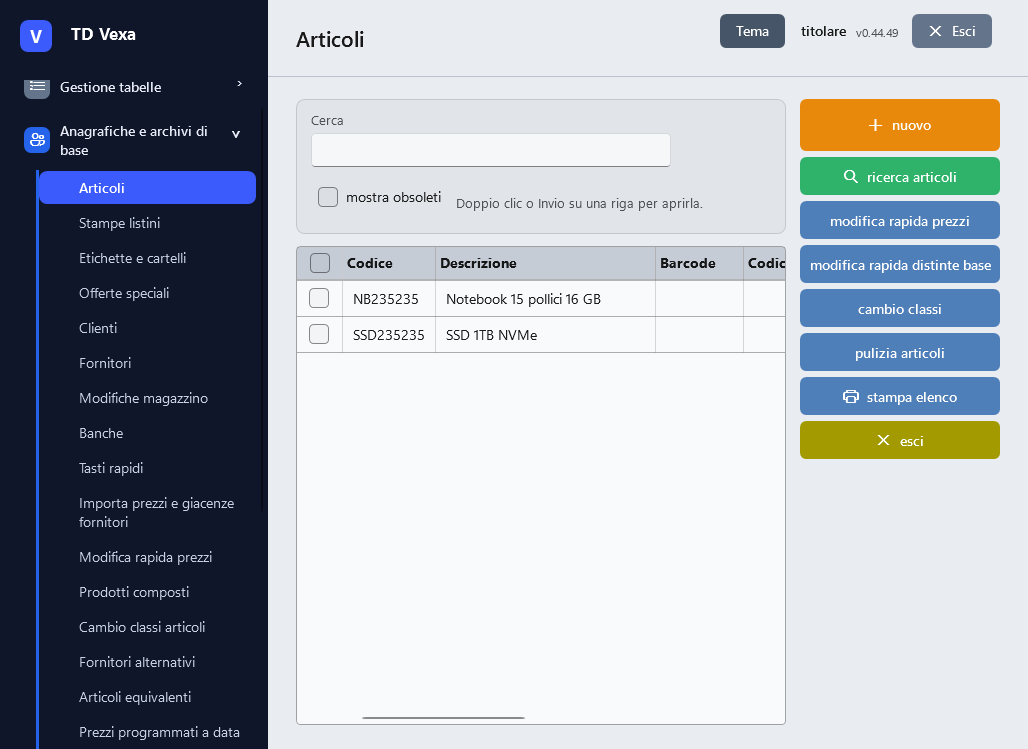 V
TD Vexa
Gestione tabelle
Anagrafiche e archivi di
base
Articoli
Stampe listini
Etichette e cartelli
Offerte speciali
Clienti
Fornitori
Modifiche magazzino
Banche
Tasti rapidi
Importa prezzi e giacenze
fornitori
Modifica rapida prezzi
Prodotti composti
Cambio classi articoli
Fornitori alternativi
Articoli equivalenti
Prezzi programmati a data
Articoli
Tema
titolare
v0.44.49
Esci
Cerca
mostra obsoleti
Doppio clic o Invio su una riga per aprirla.
Codice Descrizione Barcode Codic
NB235235 Notebook 15 pollici 16 GB
SSD235235 SSD 1TB NVMe
nuovo
ricerca articoli
modifica rapida prezzi
modifica rapida distinte base
cambio classi
pulizia articoli
stampa elenco
esci